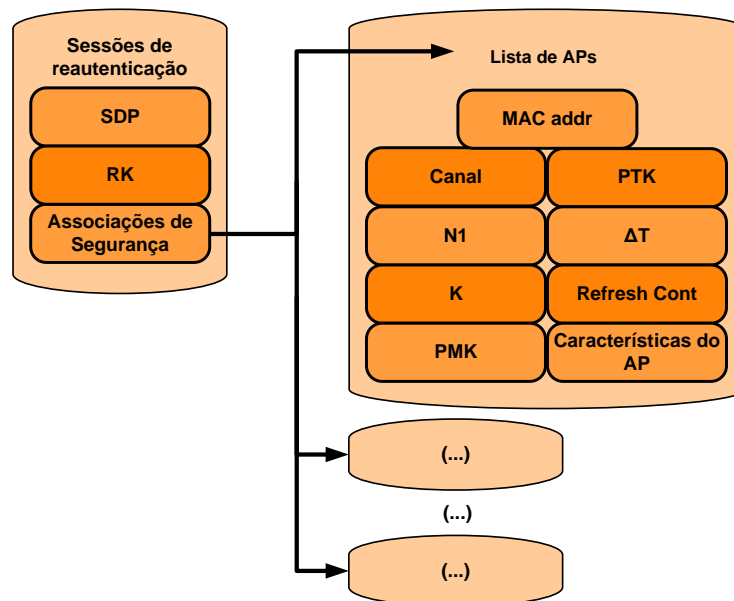 Sessões de
reautenticação
SDP
RK
Associações de
Segurança
Lista de APs
MAC addr
Canal
PTK
N1
ΔT
K
Refresh Cont
PMK
Características do
AP
(...)
(...)
(...)